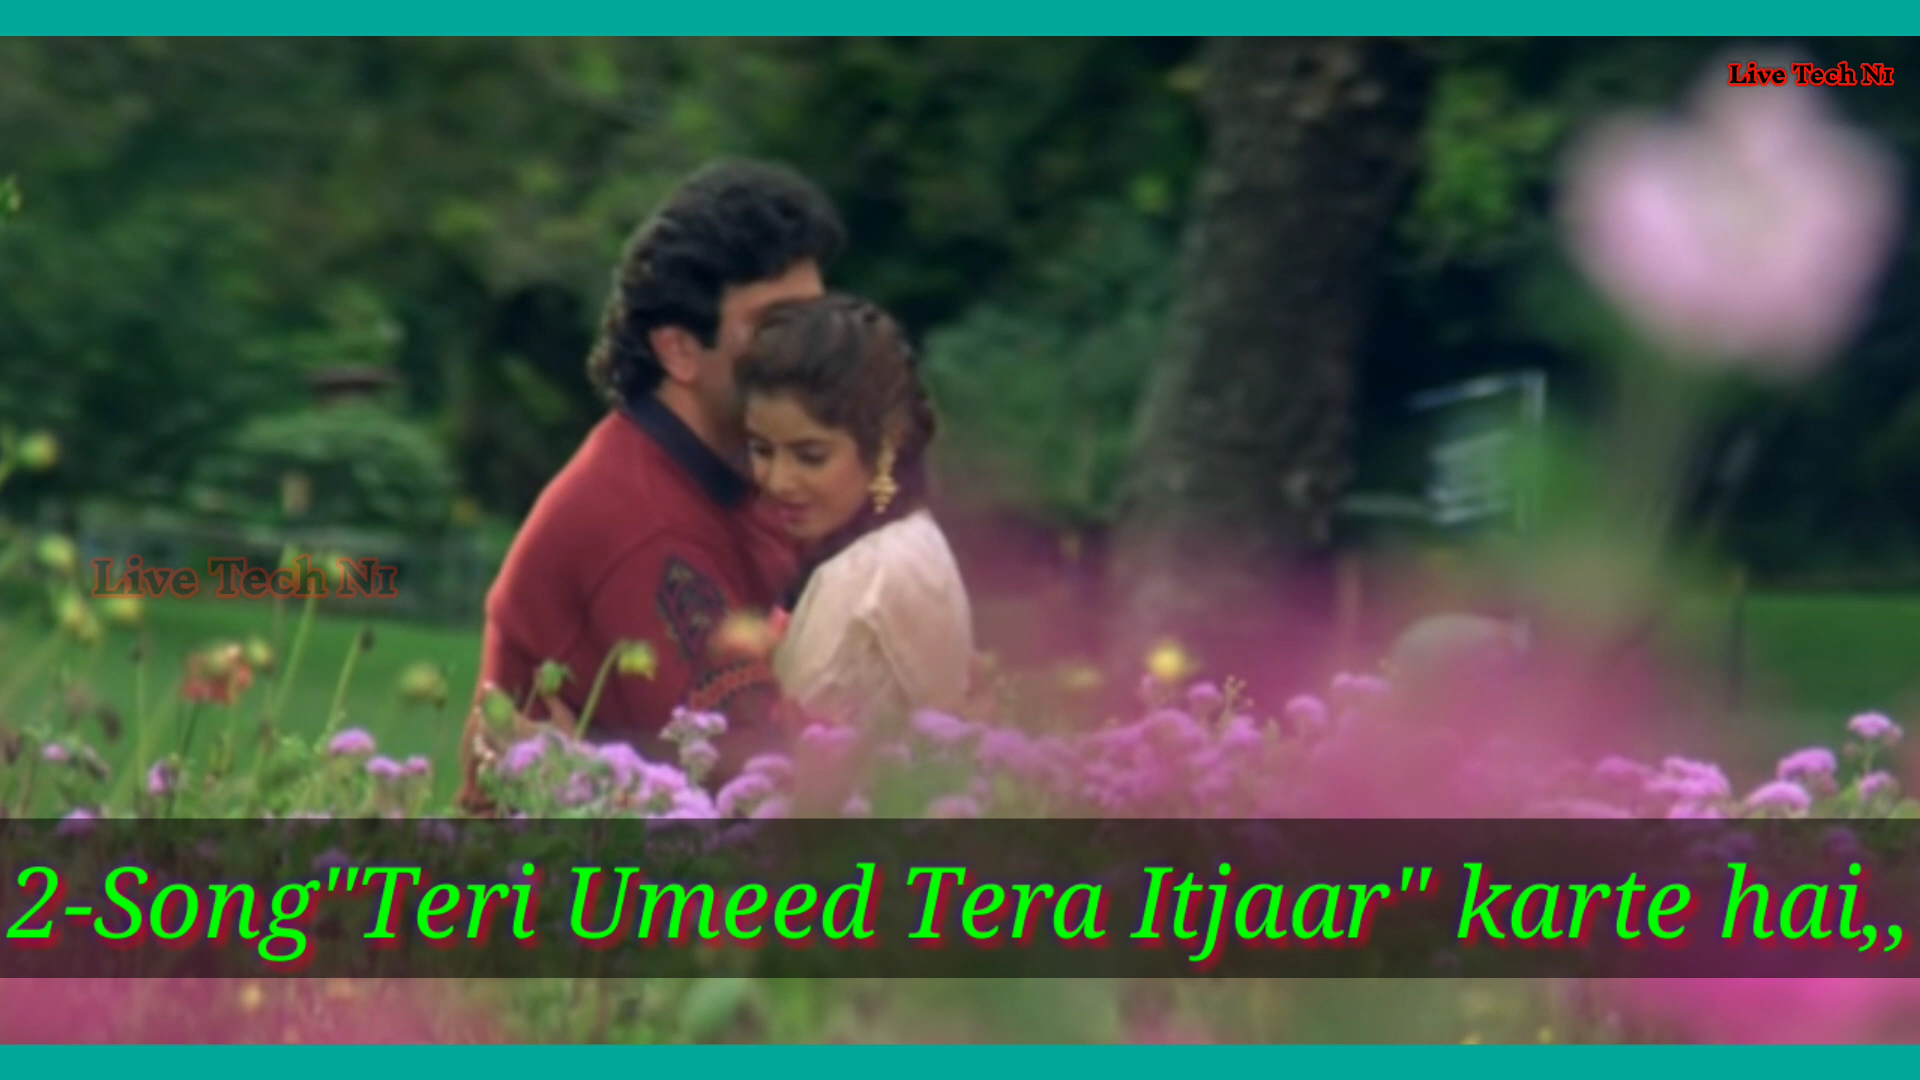 Live Tech N1
Live Tech N1
2-Song"Teri Umeed Tera Itjaar" karte hai,,